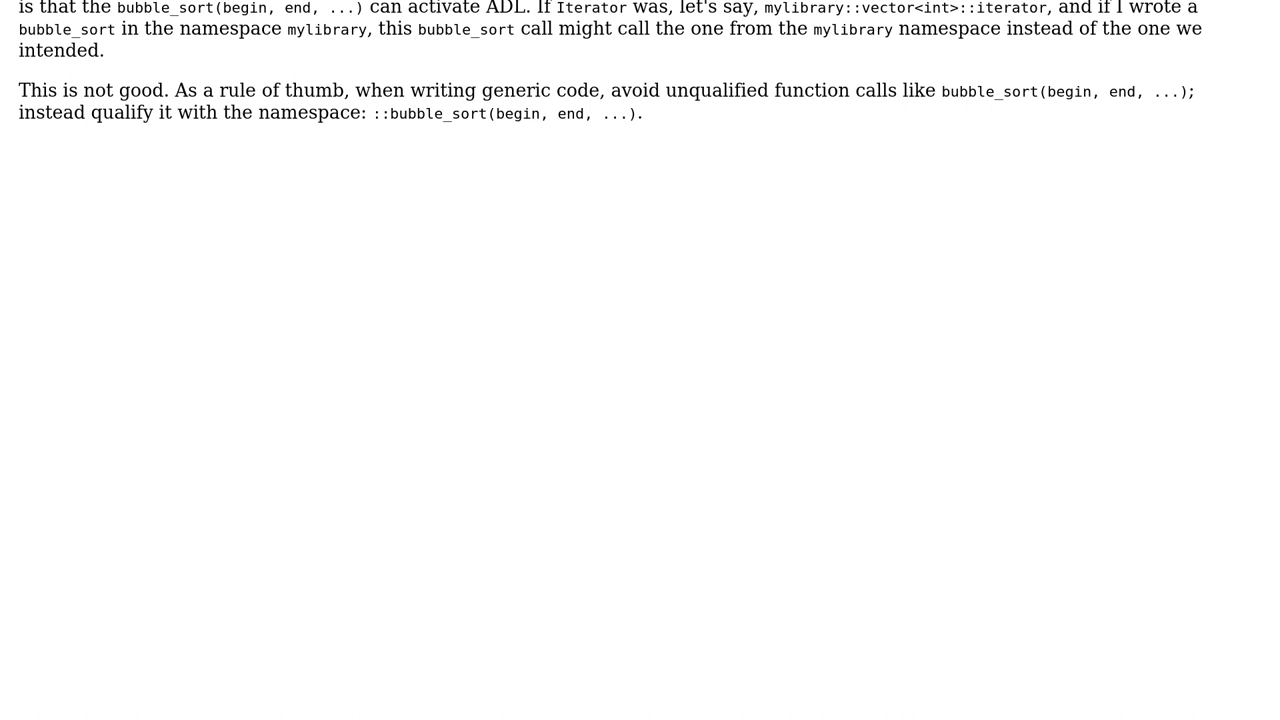 is that the bubble_sort(begin, end, ...) can activate ADL. If Iterator was, let's say, mylibrary::vector<int>::iterator, and if I wrote a
bubble_sort in the namespace mylibrary, this bubble_sort call might call the one from the mylibrary namespace instead of the one we
intended.
This is not good. As a rule of thumb, when writing generic code, avoid unqualified function calls like bubble_sort(begin, end, ...);
instead qualify it with the namespace: ::bubble_sort(begin, end, ...).